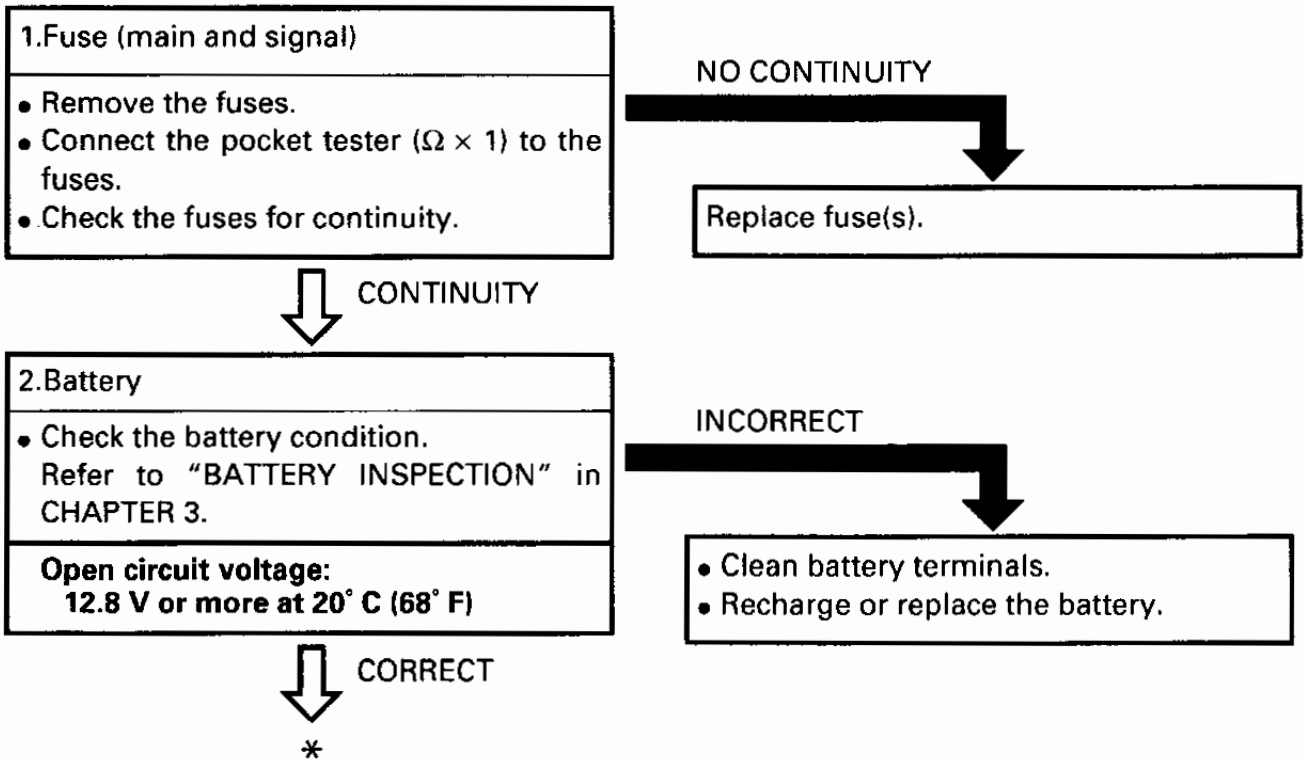 1.Fuse (main and signal)
• Remove the fuses.
• Connect the pocket tester (Ω × 1) to the
fuses.
• Check the fuses for continuity.
NO CONTINUITY
Replace fuse(s).
CONTINUITY
2.Battery
• Check the battery condition.
Refer to “BATTERY INSPECTION” in
CHAPTER 3.
Open circuit voltage:
12.8 V or more at 20° C (68° F)
INCORRECT
• Clean battery terminals.
• Recharge or replace the battery.
CORRECT
*